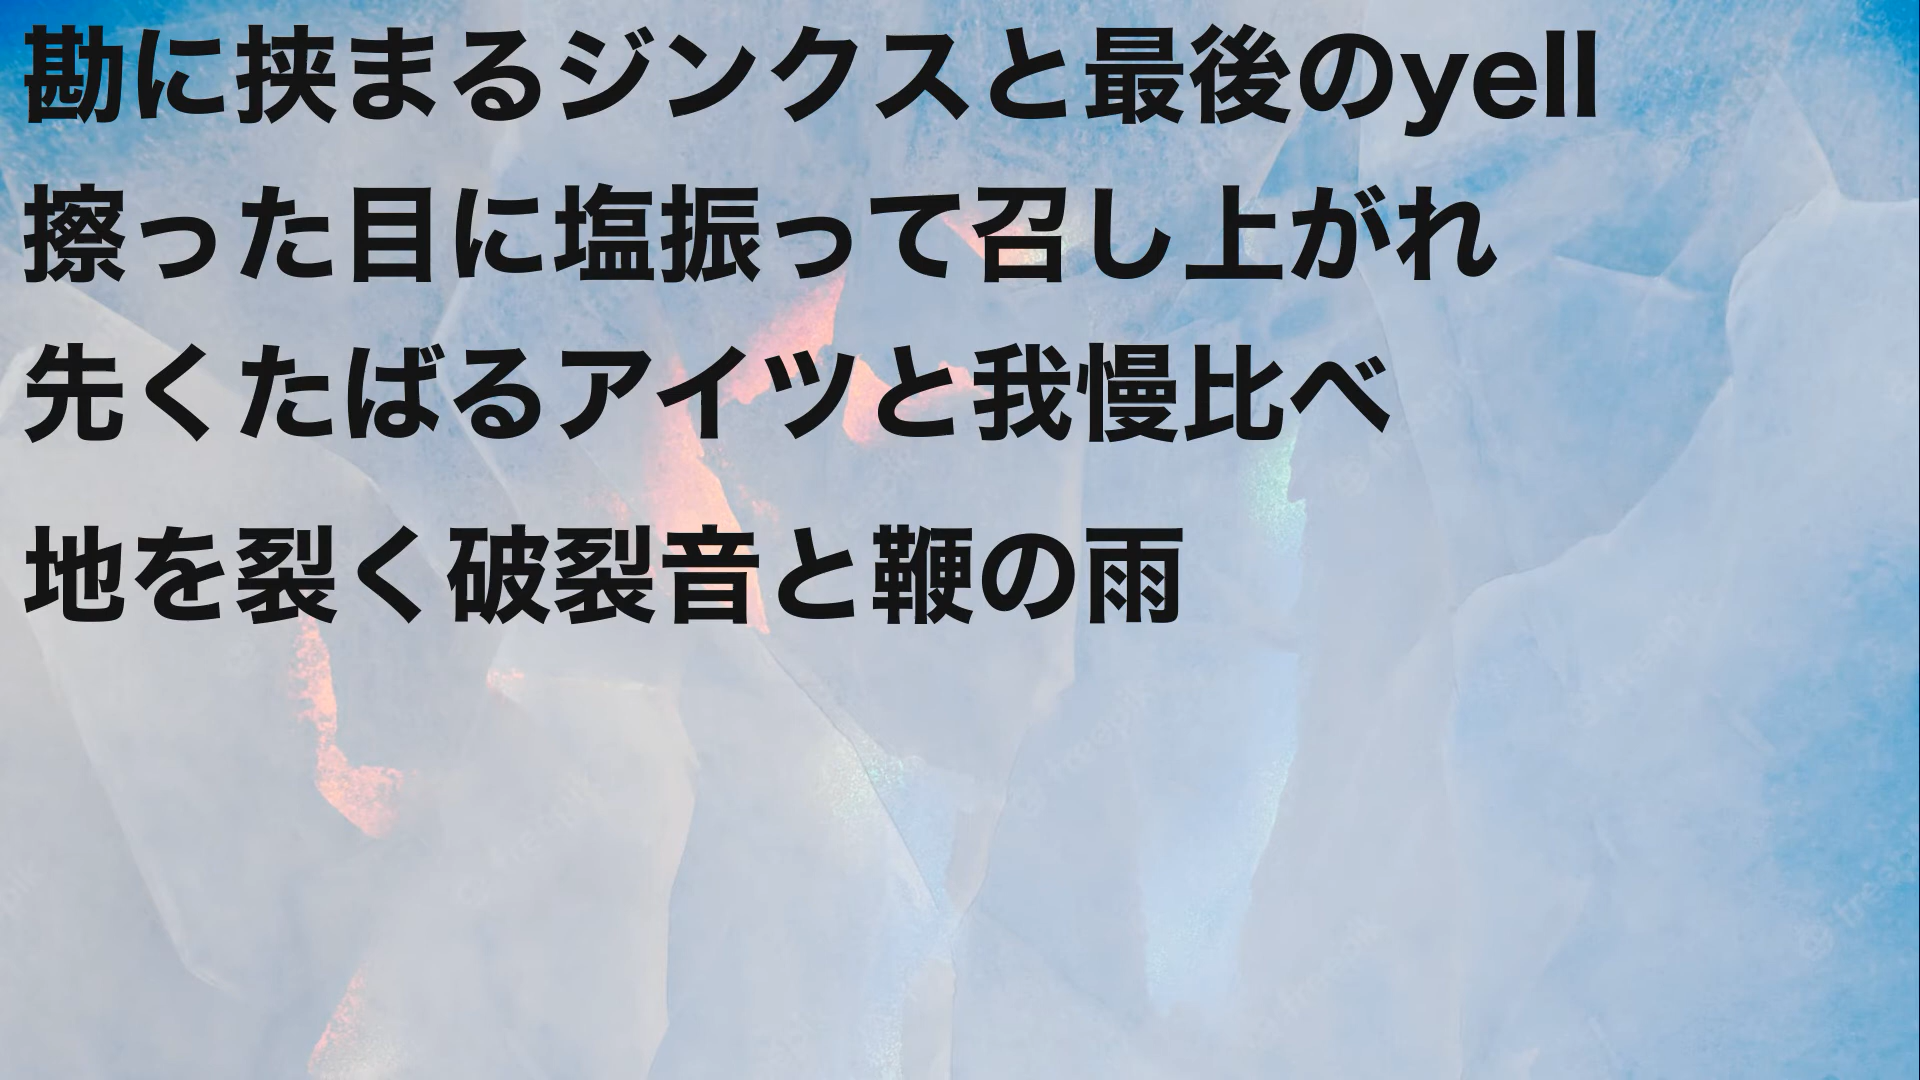 勘に挟まるジンクスと最後のyell
擦った目に塩振って召し上がれ
先くたばるアイツと我慢比べ
地を裂く破裂音と鞭の雨